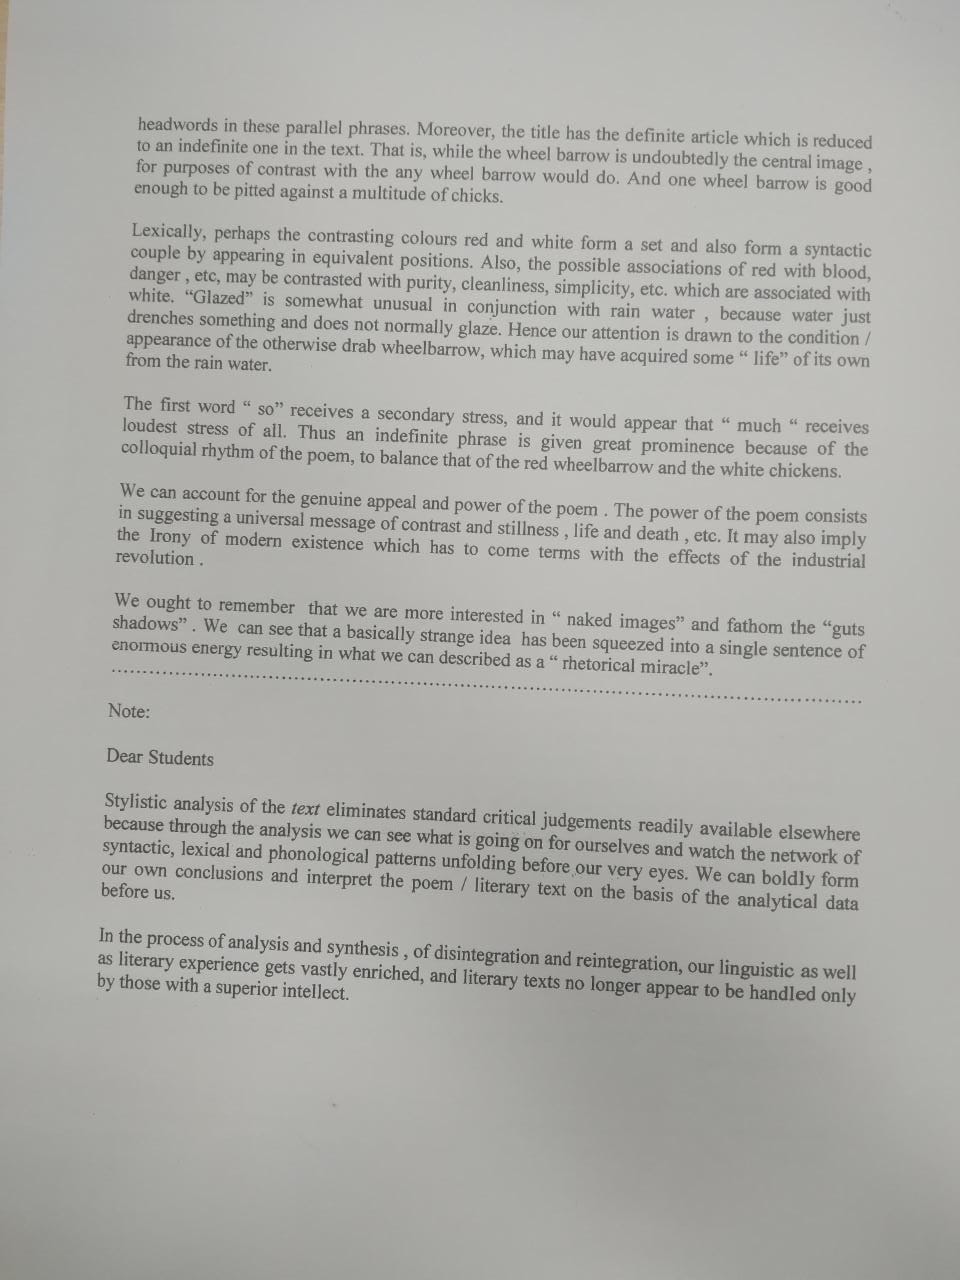 headwords in these parallel phrases. Moreover, the title has the definite article which is reduced
to an indefinite one in the text. That is, while the wheel barrow is undoubtedly the central image ,
for purposes of contrast with the any wheel barrow would do. And one wheel barrow is good
enough to be pitted against a multitude of chicks.
Lexically, perhaps the contrasting colours red and white form a set and also form a syntactic
couple by appearing in equivalent positions. Also, the possible associations of red with blood,
danger , etc, may be contrasted with purity, cleanliness, simplicity, etc. which are associated with
white. “Glazed” is somewhat unusual in conjunction with rain water , because water just
drenches something and does not normally glaze. Hence our attention is drawn to the condition /
appearance of the otherwise drab wheelbarrow, which may have acquired some “ life” of its own
from the rain water.
The first word “ so” receives a secondary stress, and it would appear that “ much “ receives
loudest stress of all. Thus an indefinite phrase is given great prominence because of the
colloquial rhythm of the poem, to balance that of the red wheelbarrow and the white chickens.
We can account for the genuine appeal and power of the poem . The power of the poem consists
in suggesting a universal message of contrast and stillness , life and death , etc. It may also imply
the Irony of modern existence which has to come terms with the effects of the industrial
revolution .
We ought to remember that we are more interested in “ naked images” and fathom the “guts
shadows” . We can see that a basically strange idea has been squeezed into a single sentence of
enormous energy resulting in what we can described as a “ rhetorical miracle”.
....................................................................................................................
Note:
Dear Students
Stylistic analysis of the text eliminates standard critical judgements readily available elsewhere
because through the analysis we can see what is going on for ourselves and watch the network of
syntactic, lexical and phonological patterns unfolding before our very eyes. We can boldly form
our own conclusions and interpret the poem / literary text on the basis of the analytical data
before us.
In the process of analysis and synthesis , of disintegration and reintegration, our linguistic as well
as literary experience gets vastly enriched, and literary texts no longer appear to be handled only
by those with a superior intellect.